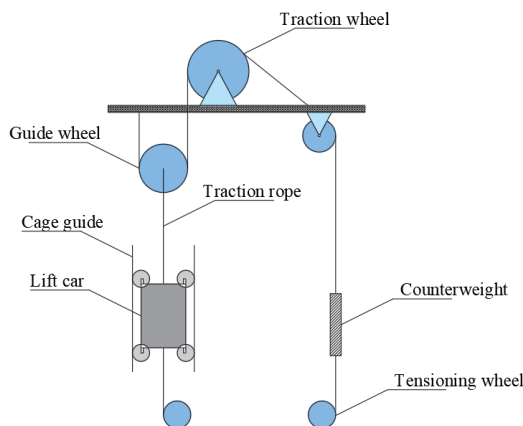 Traction wheel
Guide wheel
Traction rope
Cage guide
Lift car
Counterweight
Tensioning wheel